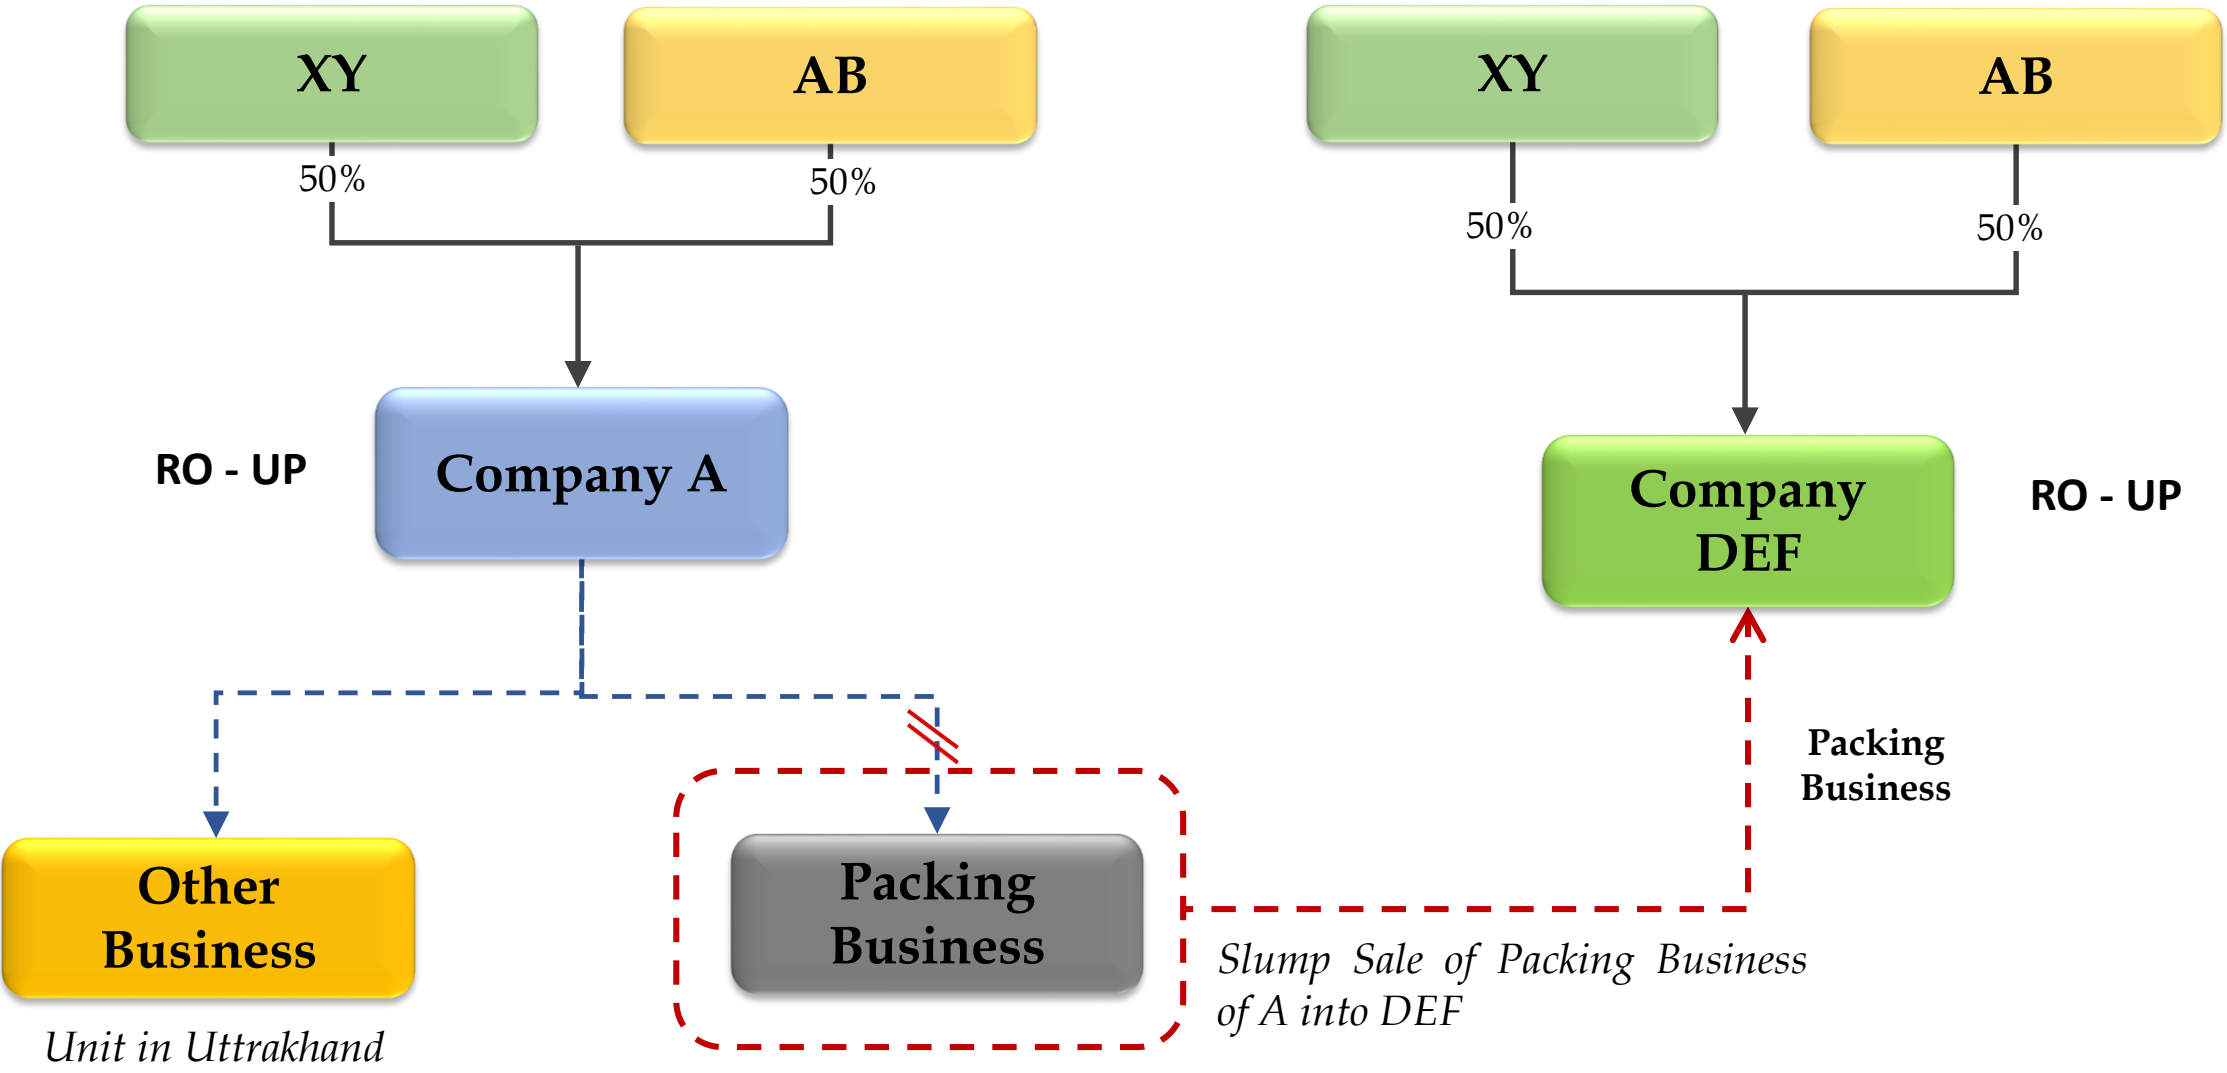 XY
AB
XY
AB
50%
50%
50%
50%
RO - UP
Company A
Company
DEF
RO - UP
Packing
Business
Other
Business
Packing
Business
Slump Sale of Packing Business
of A into DEF
Unit in Uttrakhand